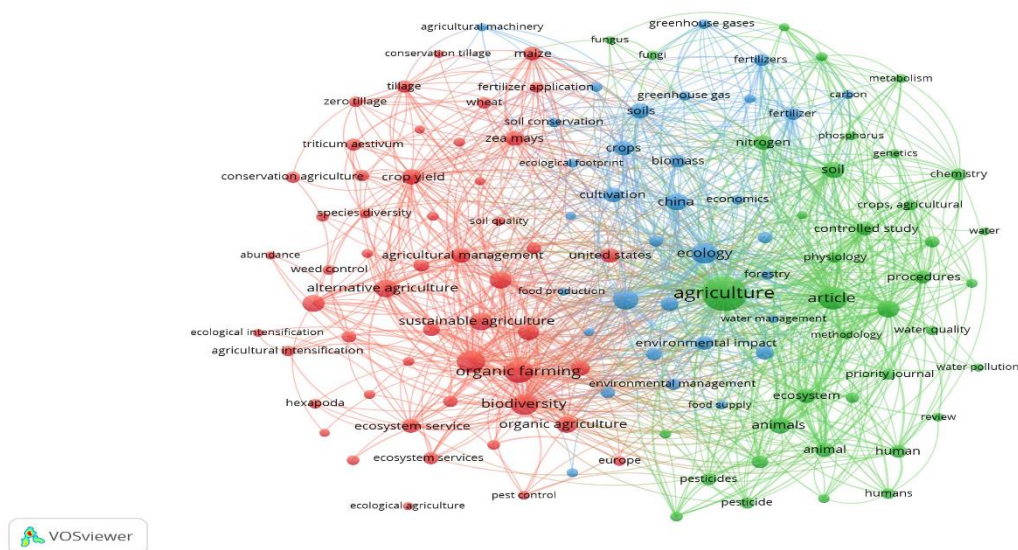 agricultural machinery
greenhouse gases
conservation tillage
maize
fungus
fungi
fertilizers
tillage
fertilizer application
greenhouse gas
metabolism
zero tillage
wheat
soils
carbon
soil conservation
fertilizer
triticum aestivum
zea mays
crops
nitrogen
phosphorus
ecological footprint
biomass
genetics
conservation agriculture
crop yield
soil
chemistry
cultivation
china
economics
crops, agricultural
species diversity
soil quality
controlled study
water
abundance
agricultural management
united states
ecology
physiology
weed control
forestry
procedures
alternative agriculture
food production
agriculture
article
ecological intensification
sustainable agriculture
water management
methodology
water quality
agricultural intensification
environmental impact
organic farming
priority journal
water pollution
environmental management
hexapoda
biodiversity
food supply
ecosystem
review
ecosystem service
organic agriculture
animals
ecosystem services
europe
animal
human
pest control
pesticides
humans
ecological agriculture
pesticide
VOSviewer